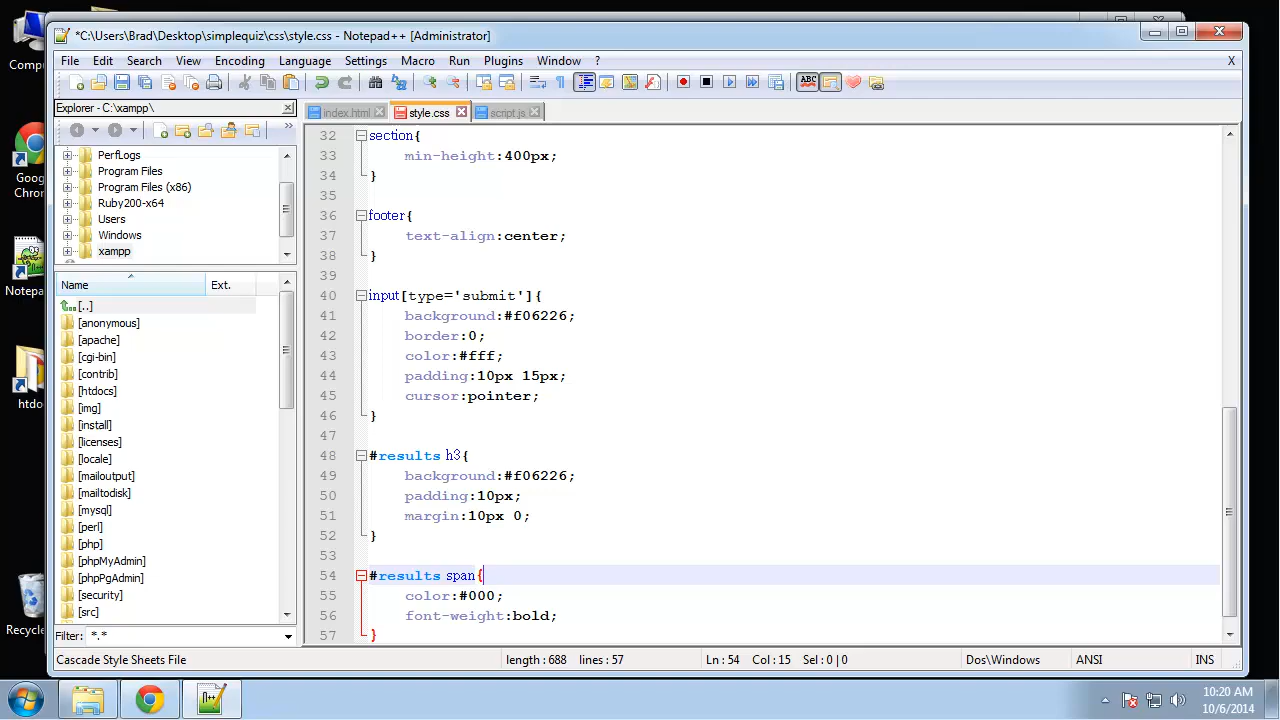 *C:\Users\Brad\Desktop\simplequiz\css\style.css - Notepad++ [Administrator]
File Edit Search View Encoding Language Settings Macro Run Plugins Window ? X
Explorer - C:\xampp\
index.html style.css script.js
PerfLogs
Program Files
Program Files (x86)
Ruby200-x64
Users
Windows
xampp
Name Ext.
[..]
[anonymous]
[apache]
[cgi-bin]
[contrib]
[htdocs]
[img]
[install]
[licenses]
[locale]
[mailoutput]
[mailtodisk]
[mysql]
[perl]
[php]
[phpMyAdmin]
[phpPgAdmin]
[security]
[src]
Filter: *.*
32 section{
33 min-height:400px;
34 }
35
36 footer{
37 text-align:center;
38 }
39
40 input[type='submit']{
41 background:#f06226;
42 border:0;
43 color:#fff;
44 padding:10px 15px;
45 cursor:pointer;
46 }
47
48 #results h3{
49 background:#f06226;
50 padding:10px;
51 margin:10px 0;
52 }
53
54 #results span{
55 color:#000;
56 font-weight:bold;
57 }
Cascade Style Sheets File length : 688 lines : 57 Ln : 54 Col : 15 Sel : 0 | 0 Dos\Windows ANSI INS
Goog
Chron
Notepa
htdo
Recycle
10:20 AM
10/6/2014